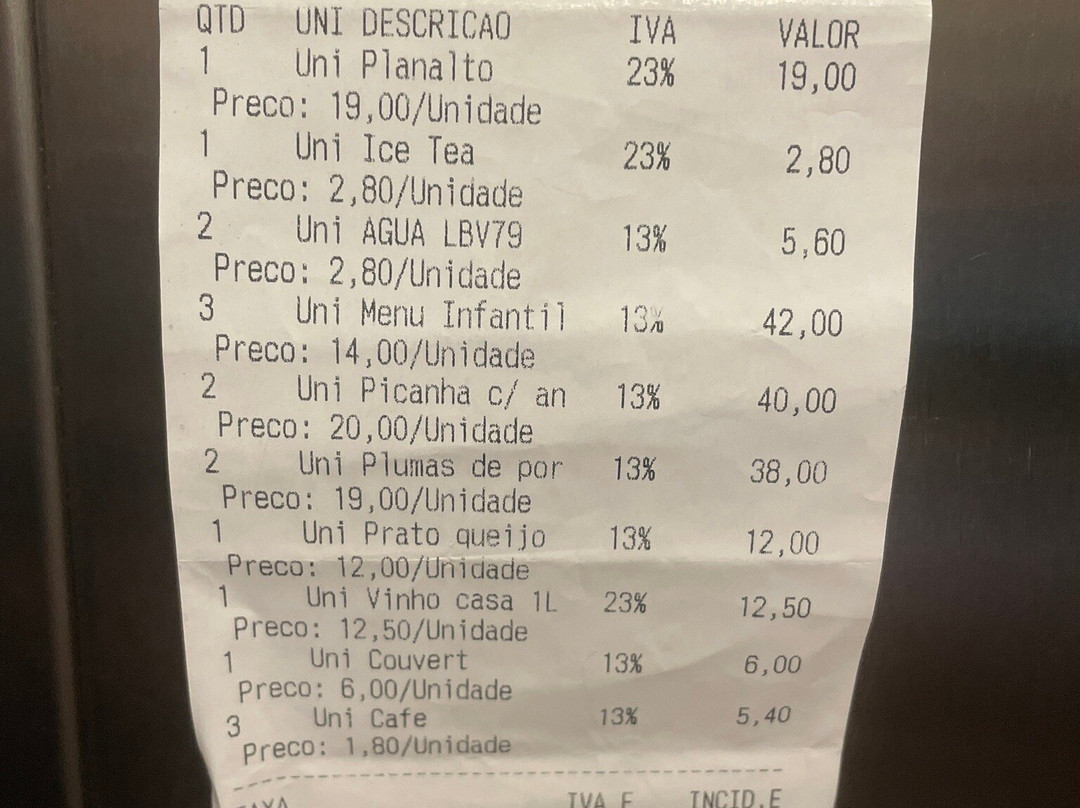 QTD UNI DESCRICAO IVA VALOR
1 Uni Planalto 23% 19,00
Preco: 19,00/Unidade
1 Uni Ice Tea 23% 2,80
Preco: 2,80/Unidade
2 Uni AGUA LBV79 13% 5,60
Preco: 2,80/Unidade
3 Uni Menu Infantil 13% 42,00
Preco: 14,00/Unidade
2 Uni Picanha c/ an 13% 40,00
Preco: 20,00/Unidade
2 Uni Plumas de por 13% 38,00
Preco: 19,00/Unidade
1 Uni Prato queijo 13% 12,00
Preco: 12,00/Unidade
1 Uni Vinho casa 1L 23% 12,50
Preco: 12,50/Unidade
1 Uni Couvert 13% 6,00
Preco: 6,00/Unidade
3 Uni Cafe 13% 5,40
Preco: 1,80/Unidade
IVA E INCID.E